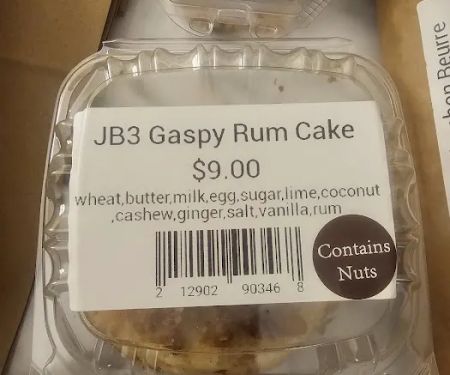 JB3 Gaspy Rum Cake
$9.00
wheat,butter,milk,egg,sugar,lime,coconut
,cashew,ginger,salt,vanilla,rum
Contains
Nuts
2 12902 90346 8
Beurre